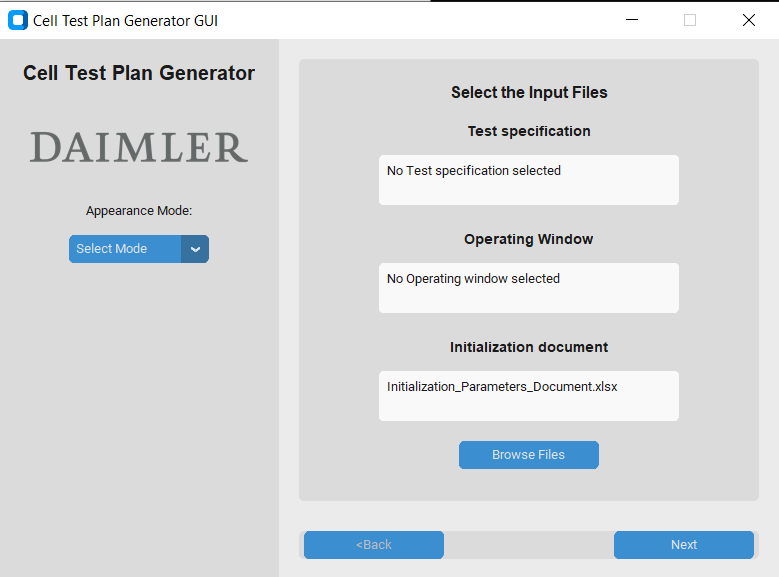 Cell Test Plan Generator GUI
Cell Test Plan Generator
DAIMLER
Appearance Mode:
Select Mode
Select the Input Files
Test specification
No Test specification selected
Operating Window
No Operating window selected
Initialization document
Initialization_Parameters_Document.xlsx
Browse Files
<Back
Next